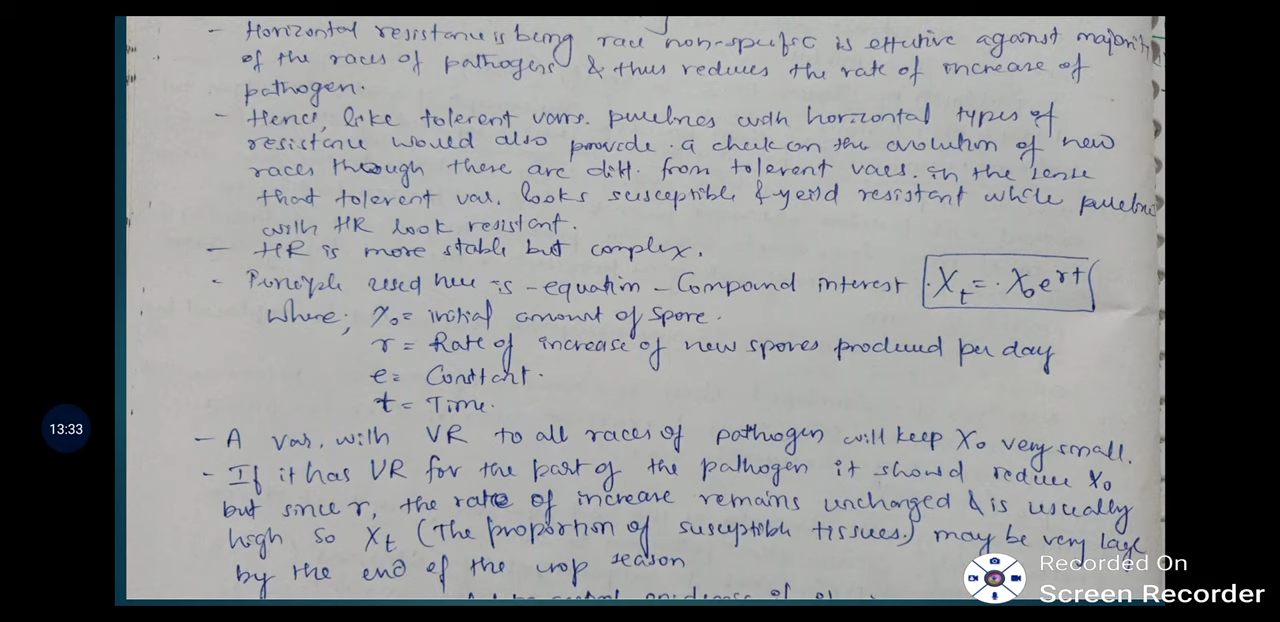 - Horizontal resistance is being race non-specific is effective against majority
of the races of pathogens & thus reduces the rate of increase of
pathogen.
- Hence, like tolerent vars. purelines with horizontal types of
resistance would also provide a check on the evolution of new
races through there are diff. from tolerent vars. in the sense
that tolerent var. looks susceptible & yeild resistant while pureline
with HR look resistant.
- HR is more stable but complex.
- Principle used here is - equation - Compound interest Xt = X0 e^rt
Where; X0 = initial amount of spore.
r = Rate of increase of new spores produced per day
e = Constant.
t = Time.
13:33
- A var. with VR to all races of pathogen will keep X0 very small.
- If it has VR for the part of the pathogen it should reduce X0
but since r, the rate of increase remains unchanged & is usually
high so Xt (The proportion of susceptible tissues) may be very large
by the end of the crop season
Recorded On
Screen Recorder